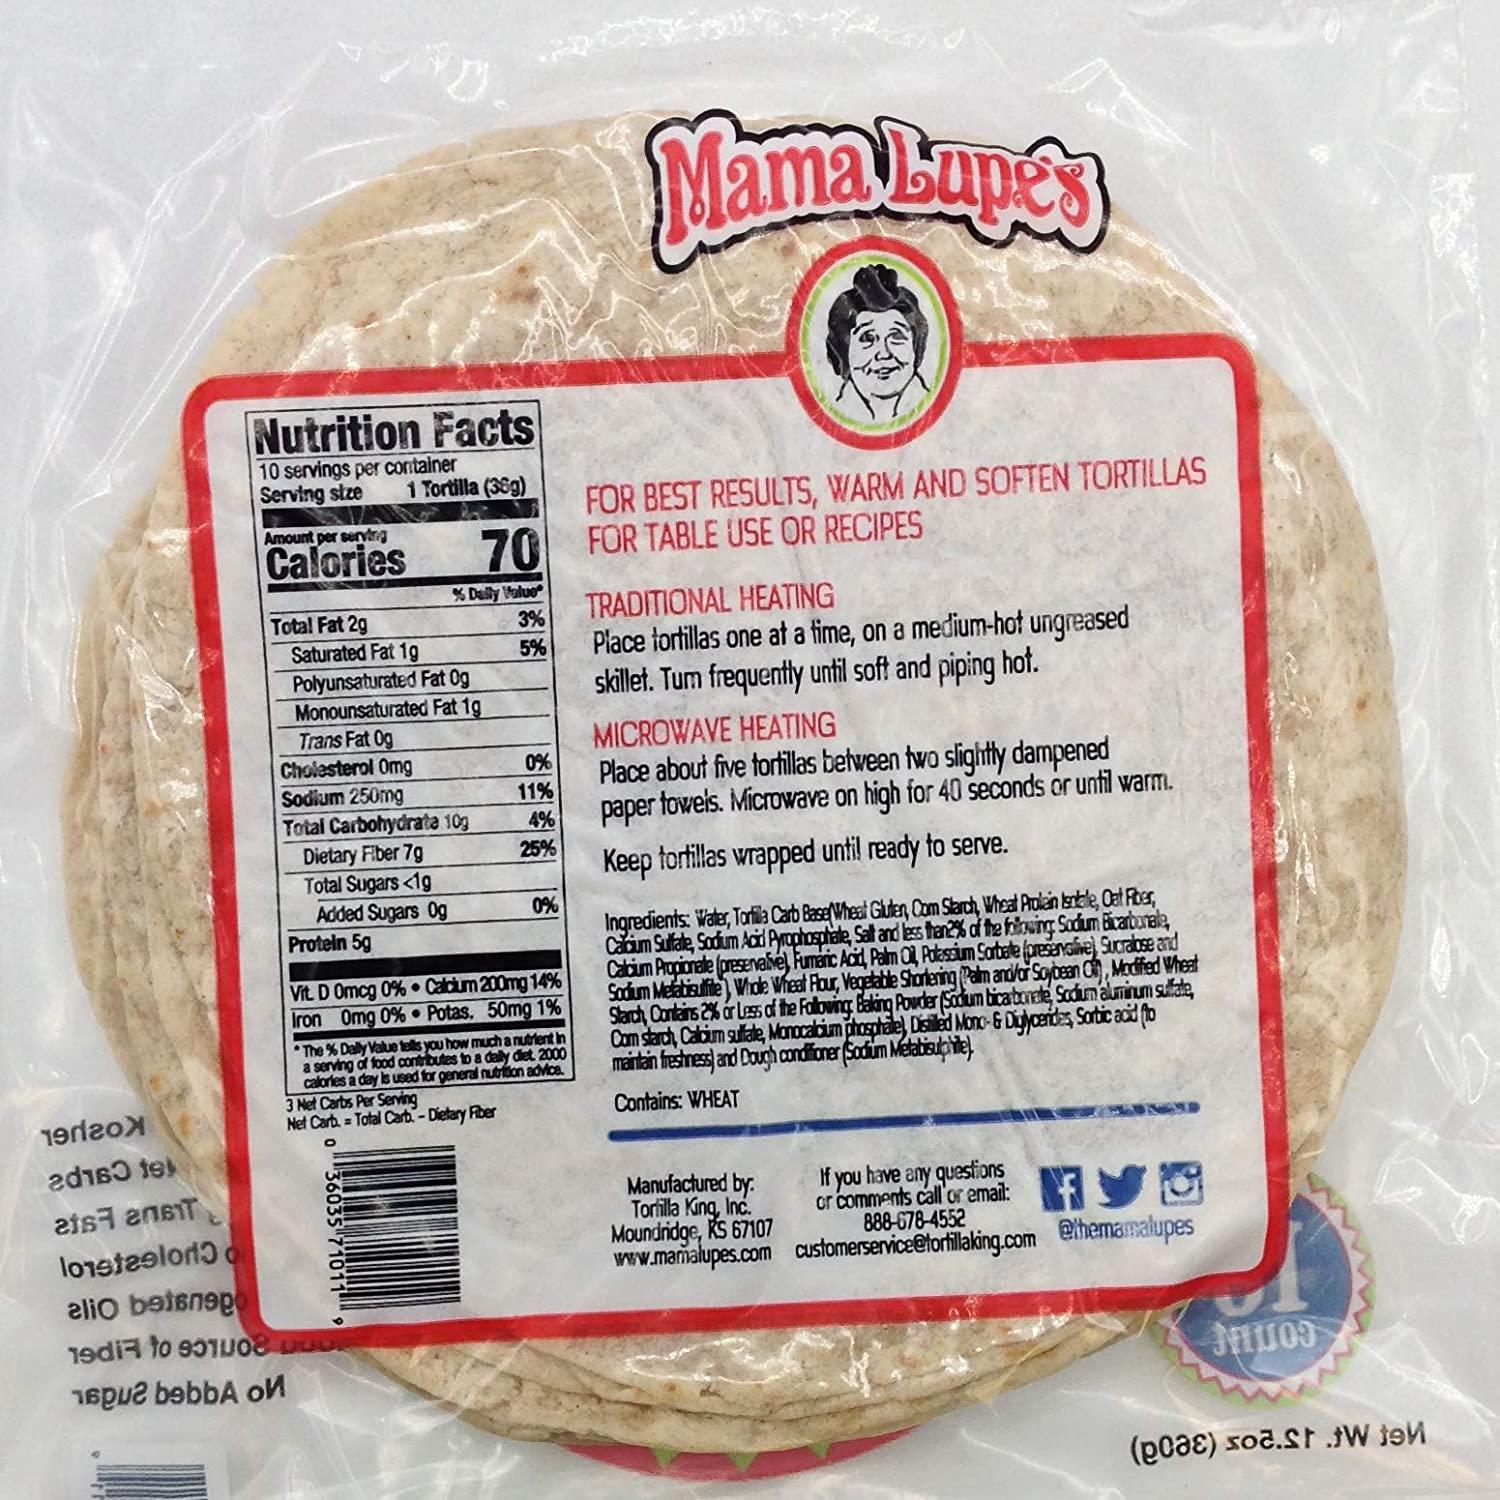 Mama Lupe's
Nutrition Facts
10 servings per container
Serving size 1 Tortilla (36g)
Amount per serving
Calories 70
% Daily Value*
Total Fat 2g 3%
Saturated Fat 1g 5%
Polyunsaturated Fat 0g
Monounsaturated Fat 1g
Trans Fat 0g
Cholesterol 0mg 0%
Sodium 250mg 11%
Total Carbohydrate 10g 4%
Dietary Fiber 7g 25%
Total Sugars <1g
Added Sugars 0g 0%
Protein 5g
Vit. D 0mcg 0% • Calcium 200mg 14%
Iron 0mg 0% • Potas. 50mg 1%
* The % Daily Value tells you how much a nutrient in
a serving of food contributes to a daily diet. 2000
calories a day is used for general nutrition advice.
3 Net Carbs Per Serving
Net Carb. = Total Carb. - Dietary Fiber
0 36035 71011 9
FOR BEST RESULTS, WARM AND SOFTEN TORTILLAS
FOR TABLE USE OR RECIPES
TRADITIONAL HEATING
Place tortillas one at a time, on a medium-hot ungreased
skillet. Turn frequently until soft and piping hot.
MICROWAVE HEATING
Place about five tortillas between two slightly dampened
paper towels. Microwave on high for 40 seconds or until warm.
Keep tortillas wrapped until ready to serve.
Ingredients: Water, Tortilla Carb Base(Wheat Gluten, Corn Starch, Wheat Protein Isolate, Oat Fiber,
Calcium Sulfate, Sodium Acid Pyrophosphate, Salt and less than2% of the following: Sodium Bicarbonate,
Calcium Propionate (preservative), Fumaric Acid, Palm Oil, Potassium Sorbate (preservative), Sucralose and
Sodium Metabisulfite), Whole Wheat Flour, Vegetable Shortening (Palm and/or Soybean Oil), Modified Wheat
Starch, Contains 2% or Less of the Following: Baking Powder (Sodium bicarbonate, Sodium aluminum sulfate,
Corn starch, Calcium sulfate, Monocalcium phosphate), Distilled Mono- & Diglycerides, Sorbic acid (to
maintain freshness) and Dough conditioner (Sodium Metabisulphite).
Contains: WHEAT
Manufactured by:
Tortilla King, Inc.
Moundridge, KS 67107
www.mamalupes.com
If you have any questions
or comments call or email:
888-678-4552
customerservice@tortillaking.com
@themamalupes
Kosher
Net Carbs
Trans Fats
Cholesterol
Oils
Source of Fiber
No Added Sugar
10
count
Net Wt. 12.5oz (360g)